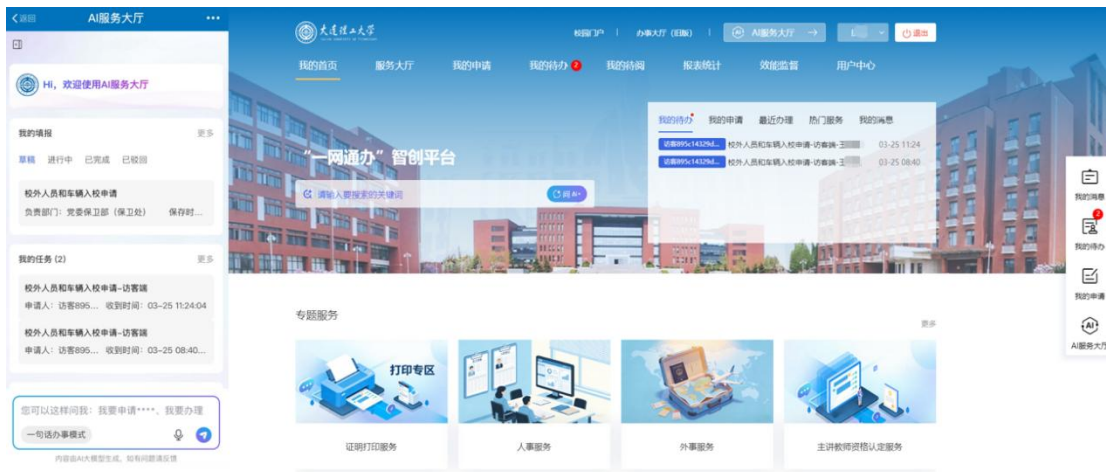 返回
AI服务大厅
Hi，欢迎使用AI服务大厅
我的填报
更多
草稿 进行中 已完成 已驳回
校外人员和车辆入校申请
负责部门：党委保卫部（保卫处） 保存时...
我的任务 (2)
更多
校外人员和车辆入校申请-访客端
申请人：访客895... 收到时间：03-25 11:24:04
校外人员和车辆入校申请-访客端
申请人：访客895... 收到时间：03-25 08:40...
您可以这样问我：我要申请****、我要办理
一句话办事模式
内容由AI大模型生成，如有问题请反馈
大连理工大学
校园门户 | 办事大厅（旧版） | AI服务大厅 → L 退出
我的首页 服务大厅 我的申请 我的待办 2 我的待阅 报表统计 效能监督 用户中心
“一网通办”智创平台
请输入要搜索的关键词
问AI
我的待办 我的申请 最近办理 热门服务 我的消息
访客895c14329d... 校外人员和车辆入校申请-访客端-王 03-25 11:24
访客895c14329d... 校外人员和车辆入校申请-访客端-王 03-25 08:40
我的消息
2
我的待办
我的申请
AI
AI服务大厅
专题服务
更多
打印专区
证明打印服务
人事服务
外事服务
主讲教师资格认定服务